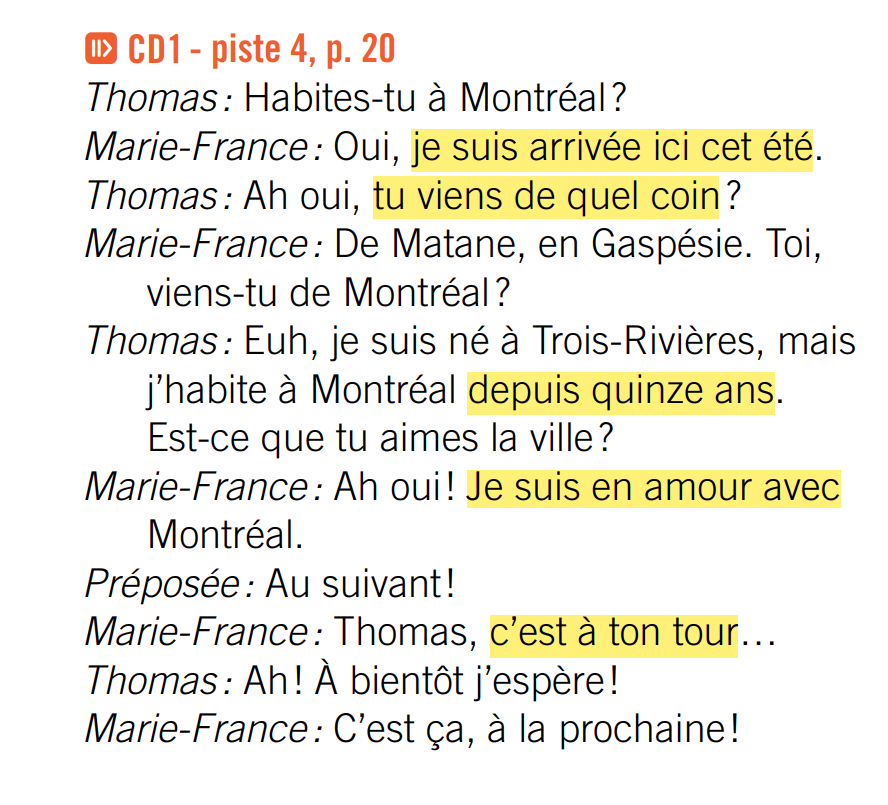 CD1 - piste 4, p. 20
Thomas : Habites-tu à Montréal ?
Marie-France : Oui, je suis arrivée ici cet été.
Thomas : Ah oui, tu viens de quel coin ?
Marie-France : De Matane, en Gaspésie. Toi,
viens-tu de Montréal ?
Thomas : Euh, je suis né à Trois-Rivières, mais
j’habite à Montréal depuis quinze ans.
Est-ce que tu aimes la ville ?
Marie-France : Ah oui ! Je suis en amour avec
Montréal.
Préposée : Au suivant !
Marie-France : Thomas, c’est à ton tour…
Thomas : Ah ! À bientôt j’espère !
Marie-France : C’est ça, à la prochaine !